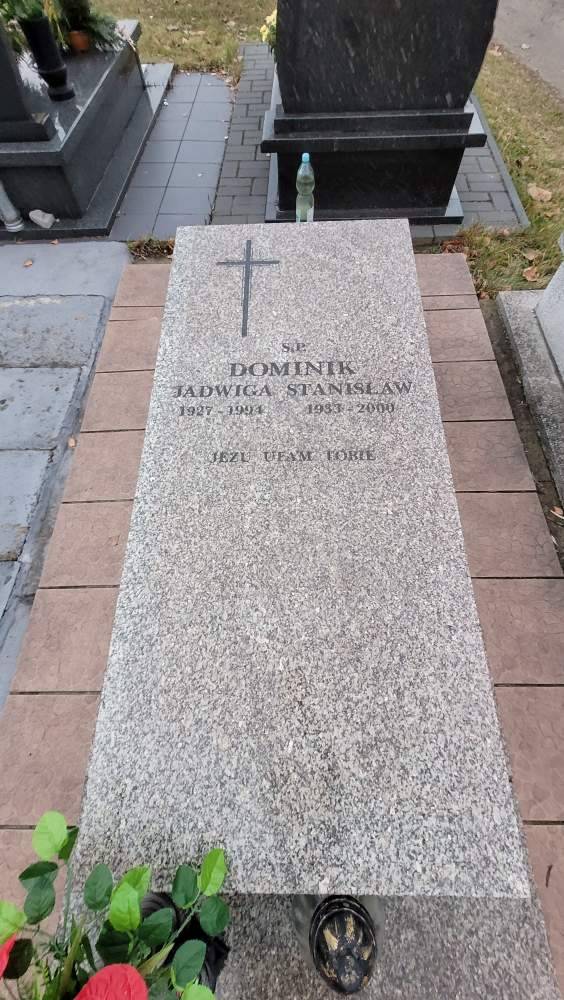 Ś.P.
DOMINIK
JADWIGA STANISŁAW
1927 - 1994 1933 - 2000
JEZU UFAM TOBIE